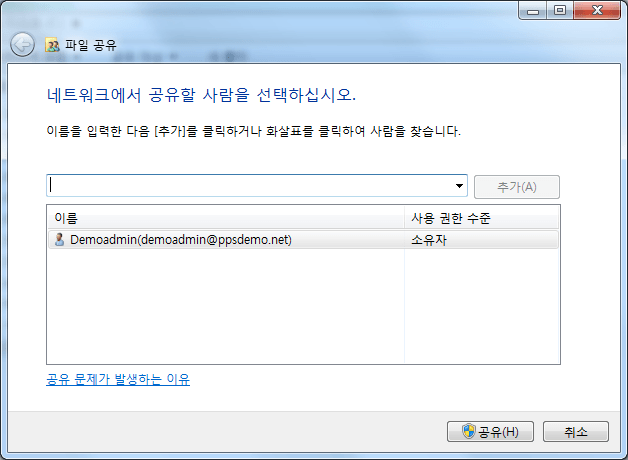 파일 공유
네트워크에서 공유할 사람을 선택하십시오.
이름을 입력한 다음 [추가]를 클릭하거나 화살표를 클릭하여 사람을 찾습니다.
추가(A)
이름 사용 권한 수준
Demoadmin(demoadmin@ppsdemo.net) 소유자
공유 문제가 발생하는 이유
공유(H) 취소